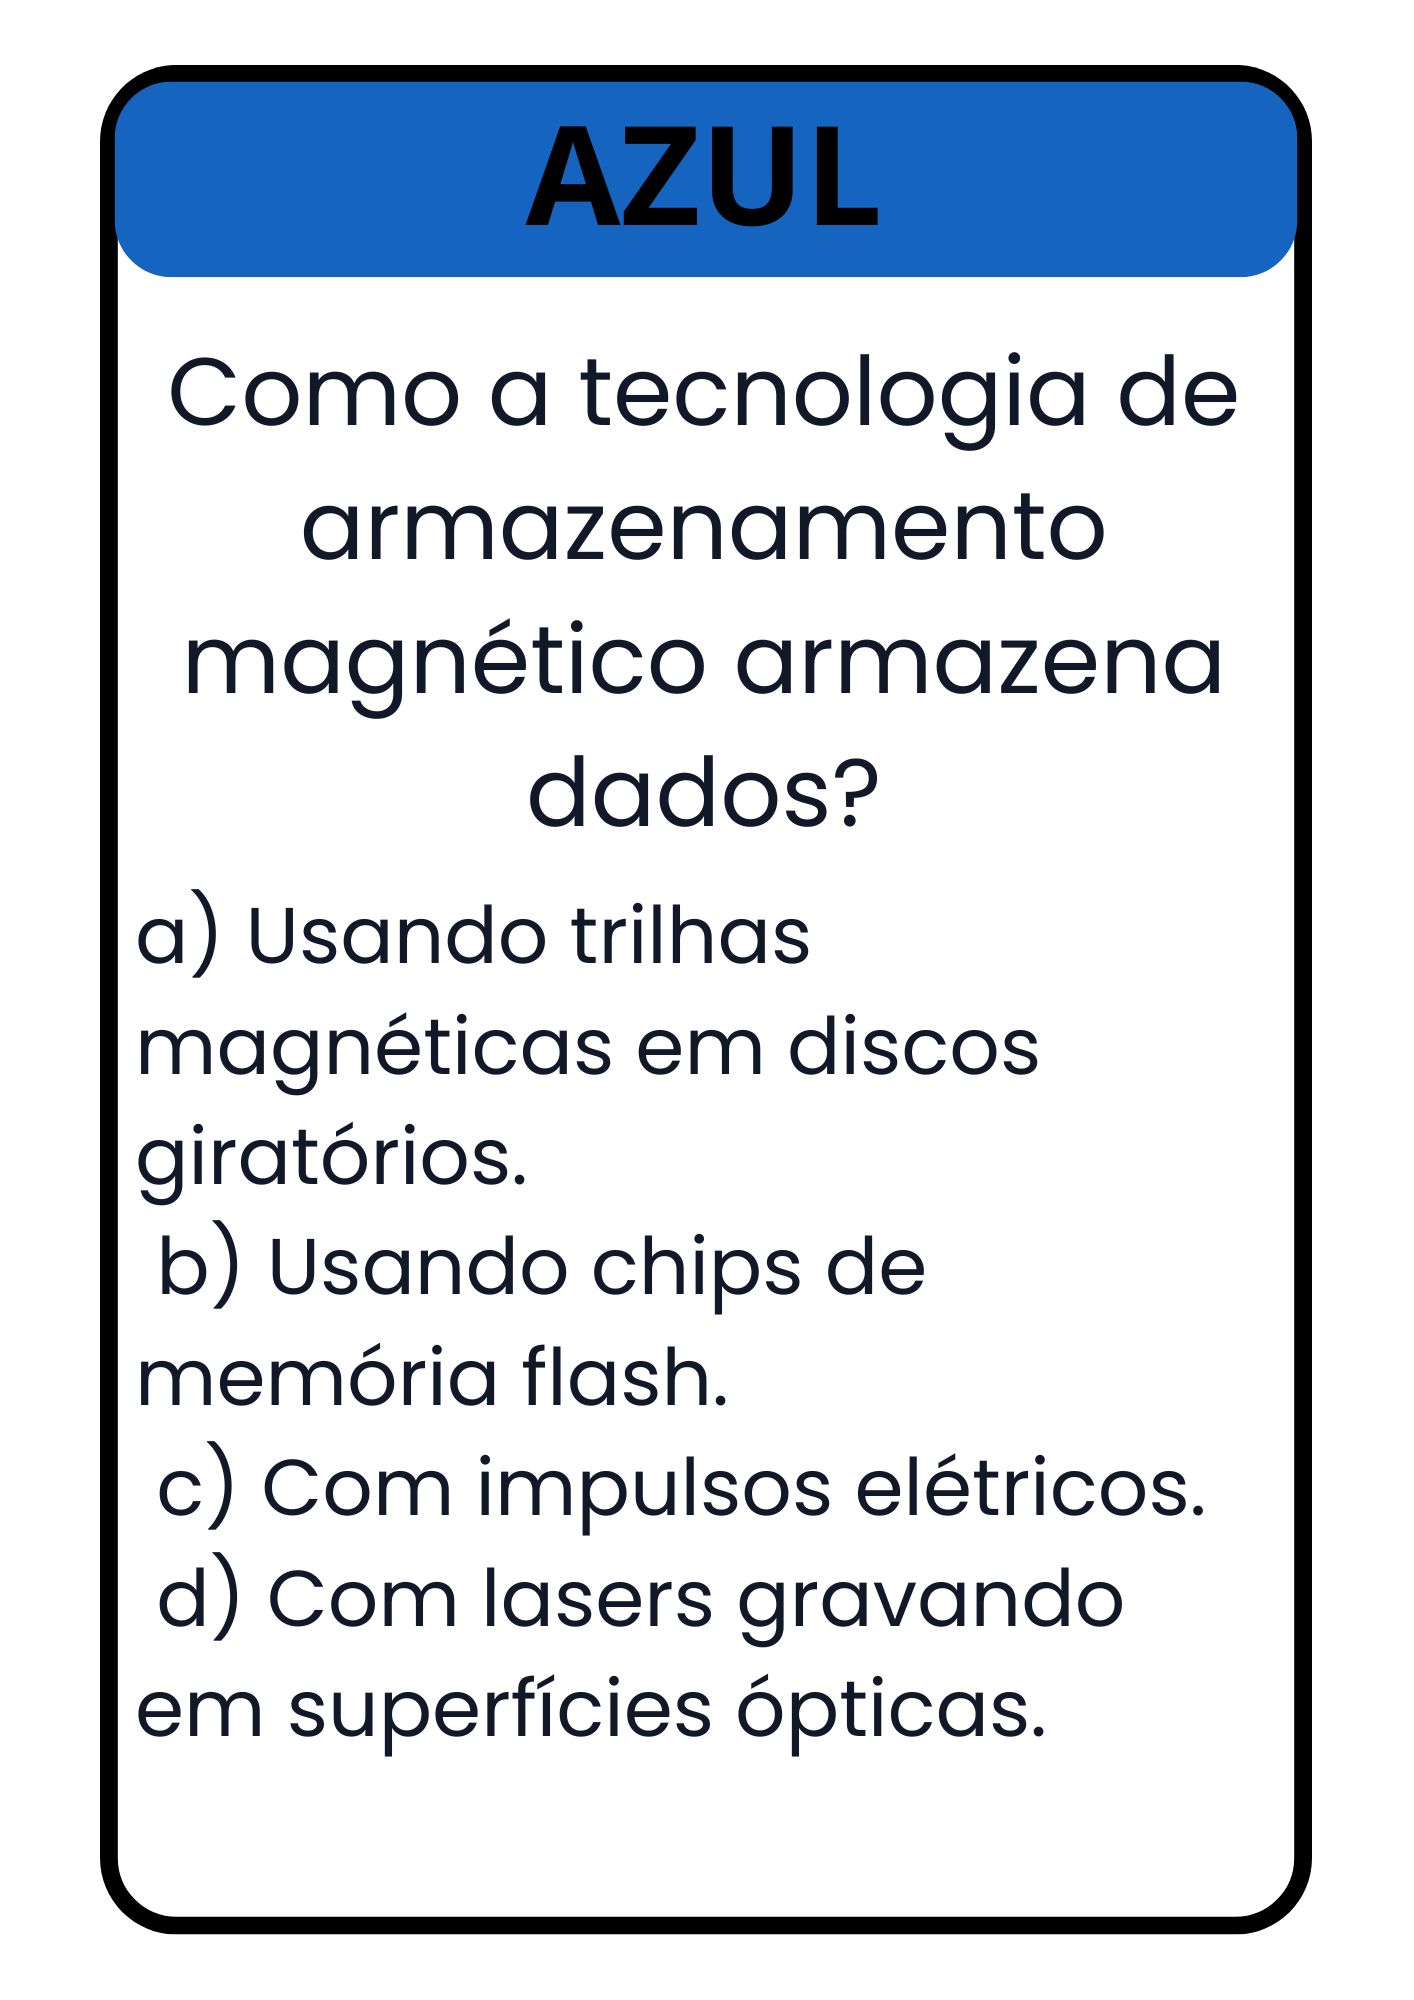 AZUL
Como a tecnologia de
armazenamento
magnético armazena
dados?
a) Usando trilhas
magnéticas em discos
giratórios.
b) Usando chips de
memória flash.
c) Com impulsos elétricos.
d) Com lasers gravando
em superfícies ópticas.